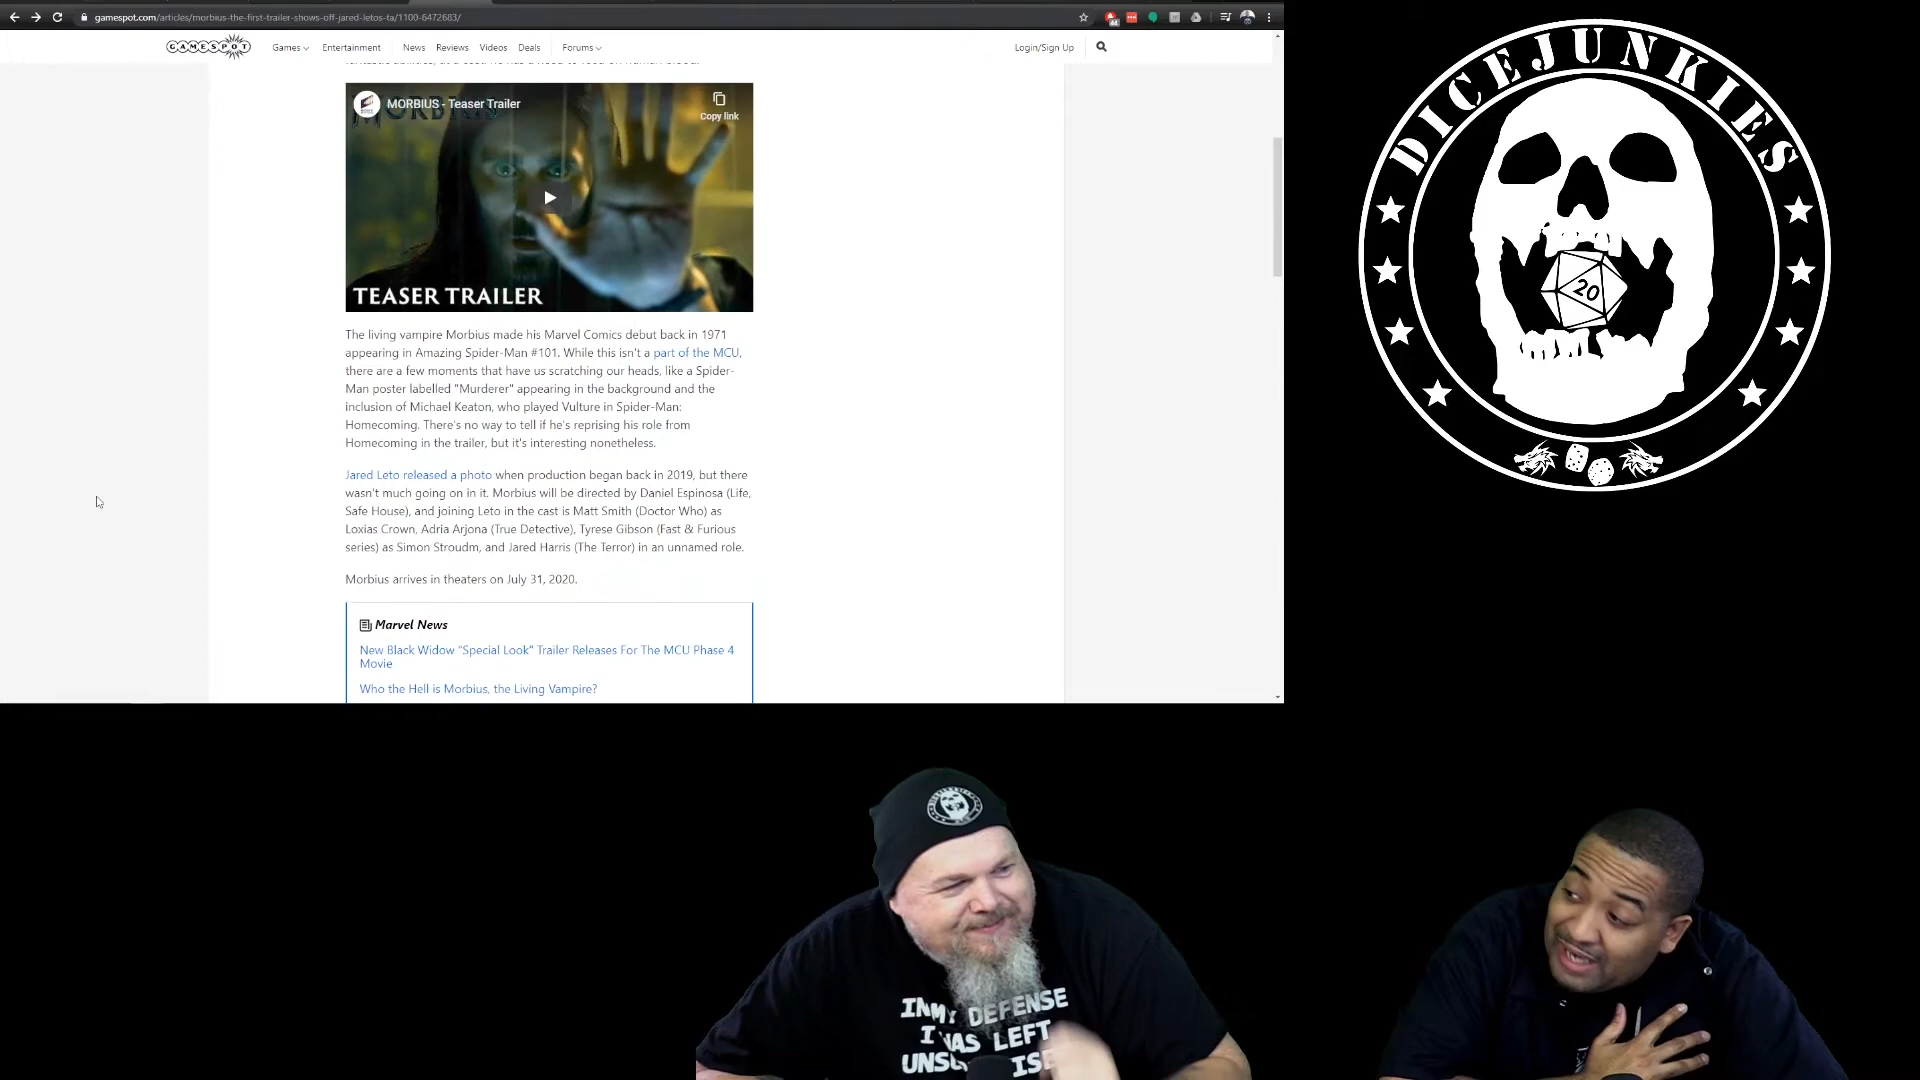 gamespot.com/articles/morbius-the-first-trailer-shows-off-jared-letos-ta/1100-6472683/
GAMESPOT
Games
Entertainment
News
Reviews
Videos
Deals
Forums
Login/Sign Up
MORBIUS - Teaser Trailer
Copy link
TEASER TRAILER
The living vampire Morbius made his Marvel Comics debut back in 1971
appearing in Amazing Spider-Man #101. While this isn't a part of the MCU,
there are a few moments that have us scratching our heads, like a Spider-
Man poster labelled "Murderer" appearing in the background and the
inclusion of Michael Keaton, who played Vulture in Spider-Man:
Homecoming. There's no way to tell if he's reprising his role from
Homecoming in the trailer, but it's interesting nonetheless.
Jared Leto released a photo when production began back in 2019, but there
wasn't much going on in it. Morbius will be directed by Daniel Espinosa (Life,
Safe House), and joining Leto in the cast is Matt Smith (Doctor Who) as
Loxias Crown, Adria Arjona (True Detective), Tyrese Gibson (Fast & Furious
series) as Simon Stroudm, and Jared Harris (The Terror) in an unnamed role.
Morbius arrives in theaters on July 31, 2020.
Marvel News
New Black Widow "Special Look" Trailer Releases For The MCU Phase 4
Movie
Who the Hell is Morbius, the Living Vampire?
DICEJUNKIES
20
IN MY DEFENSE
I WAS LEFT